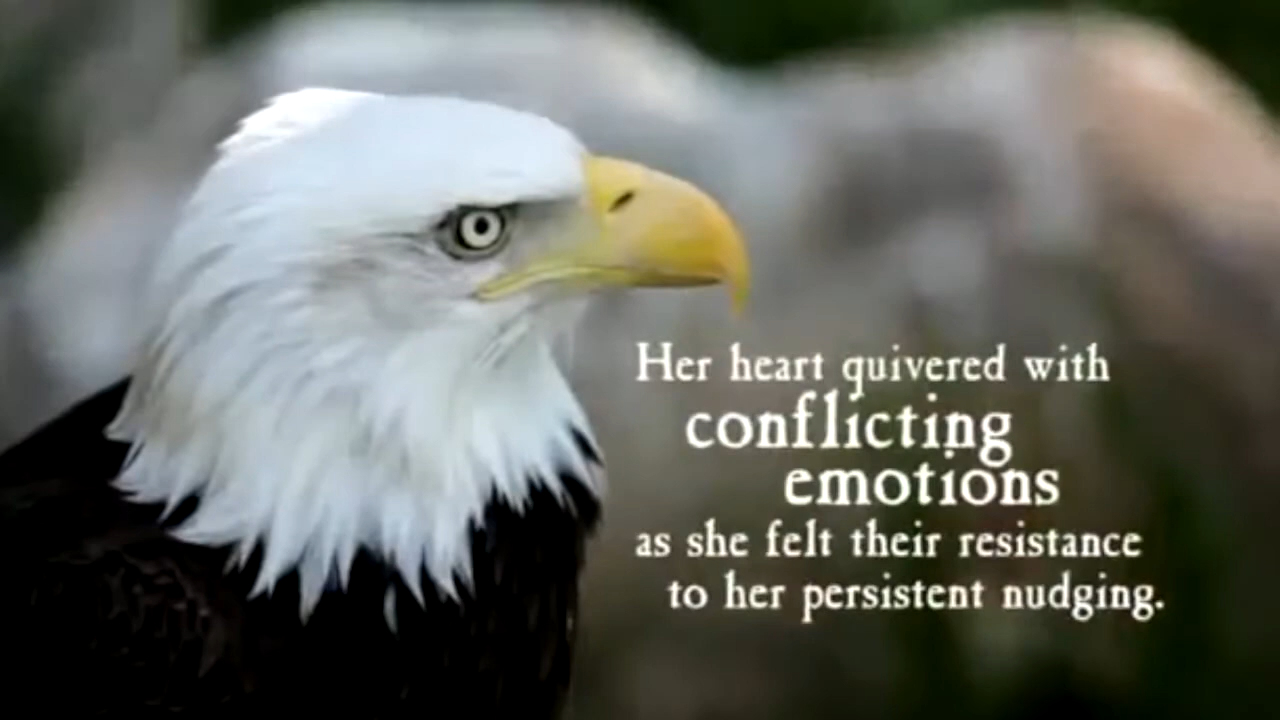 Her heart quivered with
conflicting
emotions
as she felt their resistance
to her persistent nudging.